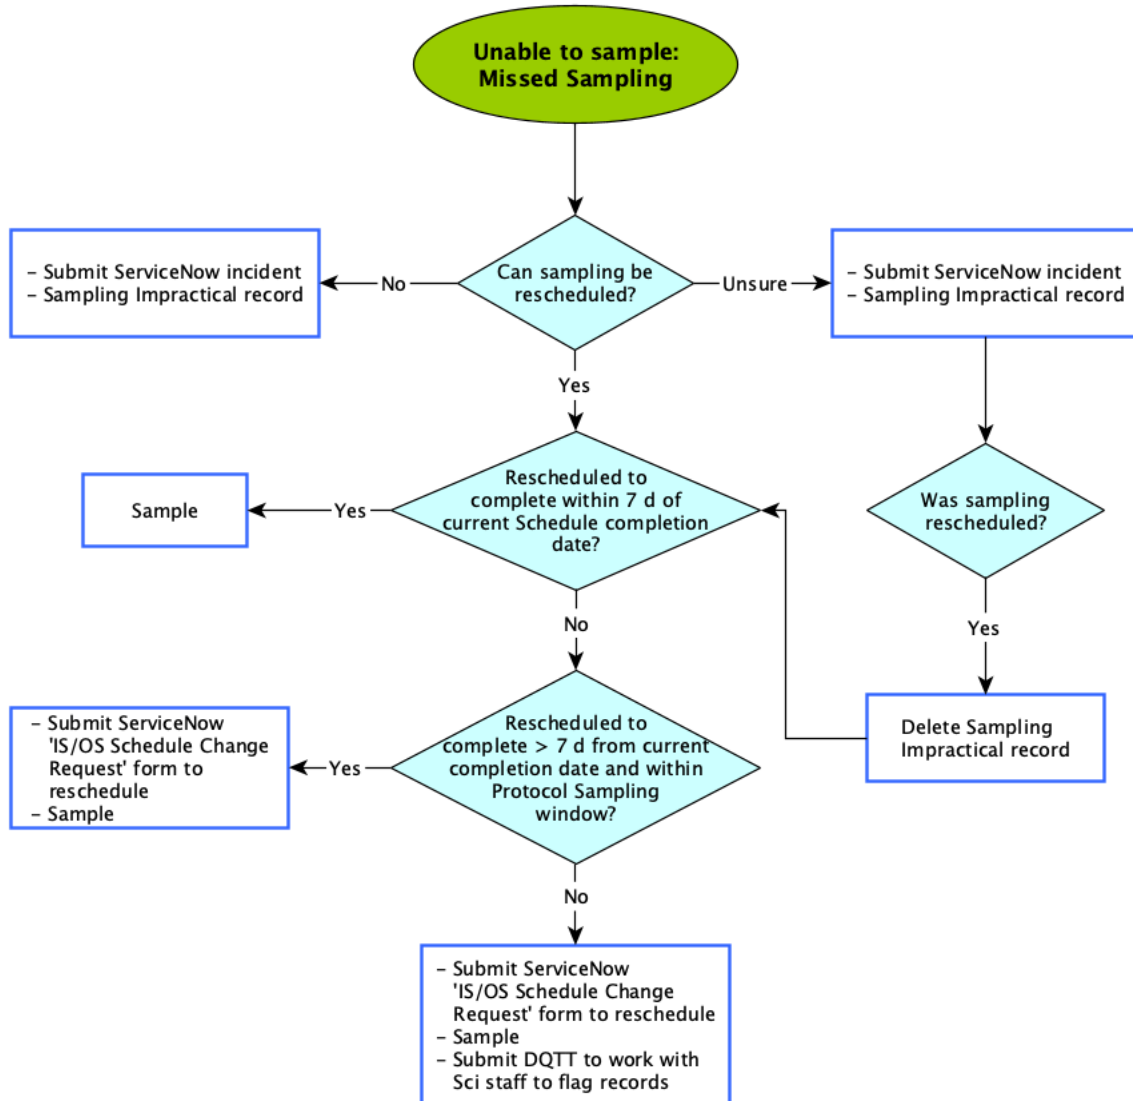 Unable to sample:
Missed Sampling
Can sampling be
rescheduled?
No
Unsure
– Submit ServiceNow incident
– Sampling Impractical record
– Submit ServiceNow incident
– Sampling Impractical record
Yes
Rescheduled to
complete within 7 d of
current Schedule completion
date?
Yes
Sample
Was sampling
rescheduled?
No
Yes
Rescheduled to
complete > 7 d from current
completion date and within
Protocol Sampling
window?
Delete Sampling
Impractical record
Yes
– Submit ServiceNow
'IS/OS Schedule Change
Request' form to
reschedule
– Sample
No
– Submit ServiceNow
'IS/OS Schedule Change
Request' form to reschedule
– Sample
– Submit DQTT to work with
Sci staff to flag records